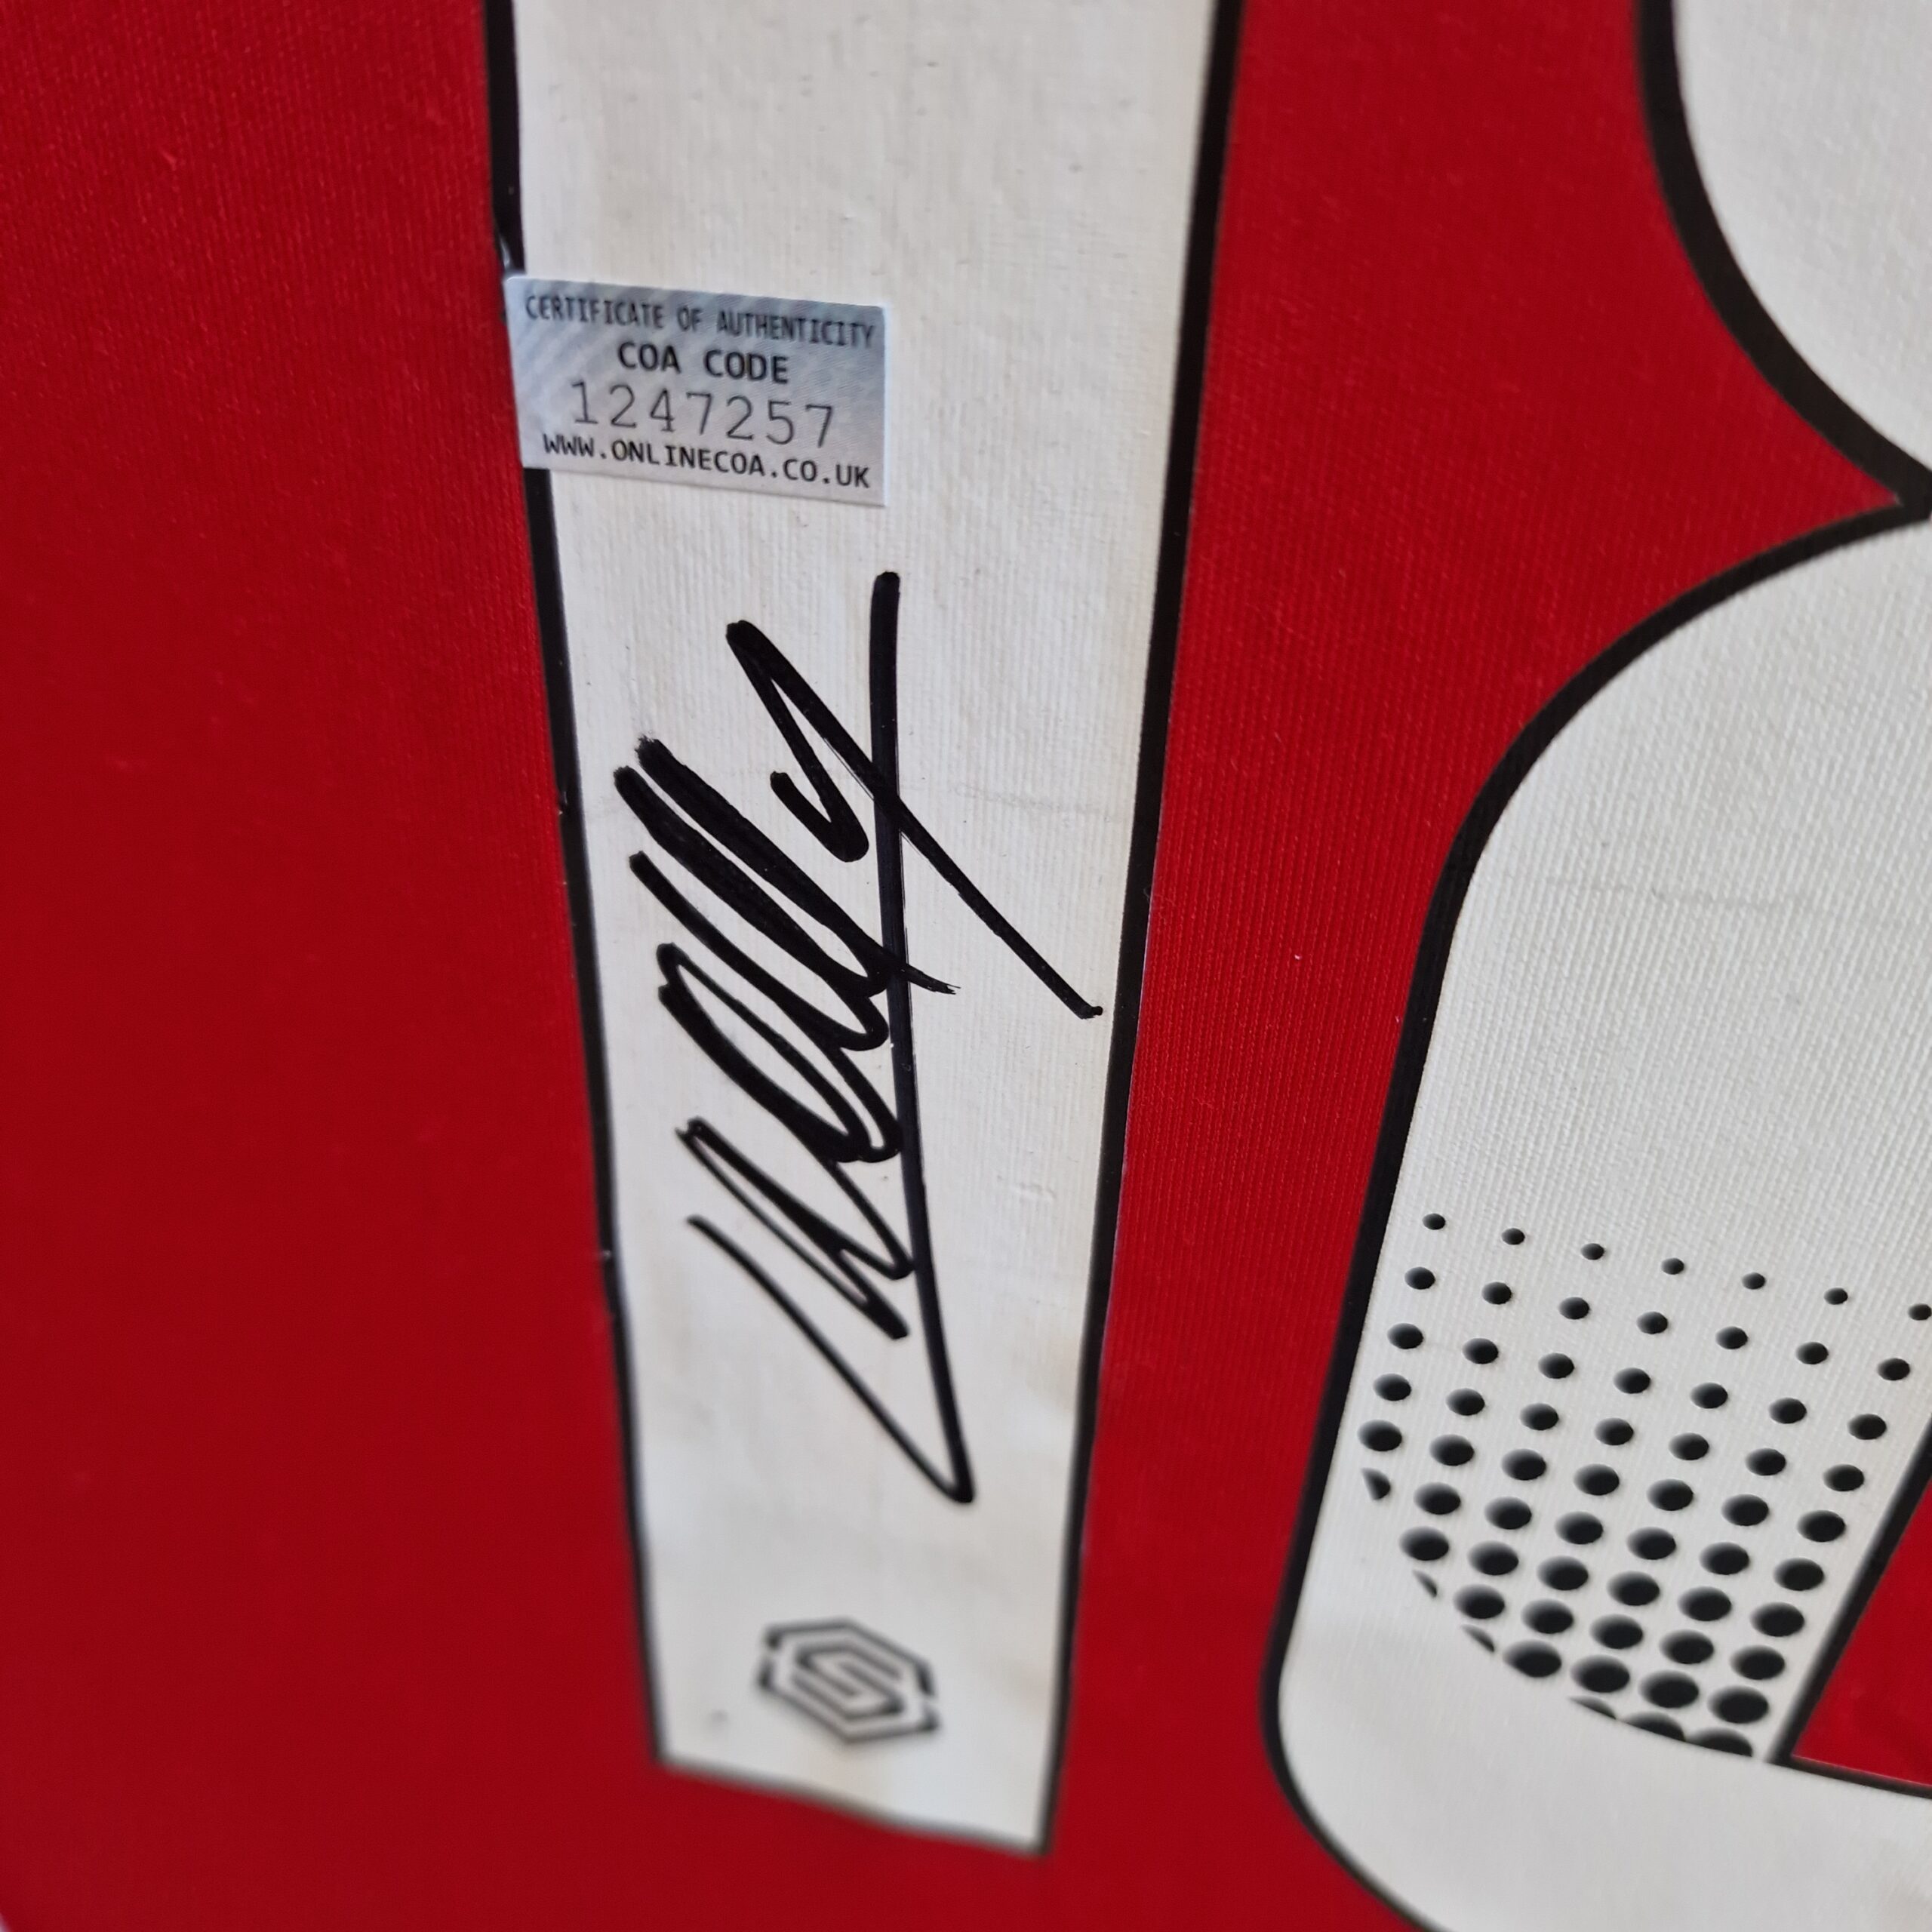 CERTIFICATE OF AUTHENTICITY
COA CODE
1247257
WWW.ONLINECOA.CO.UK